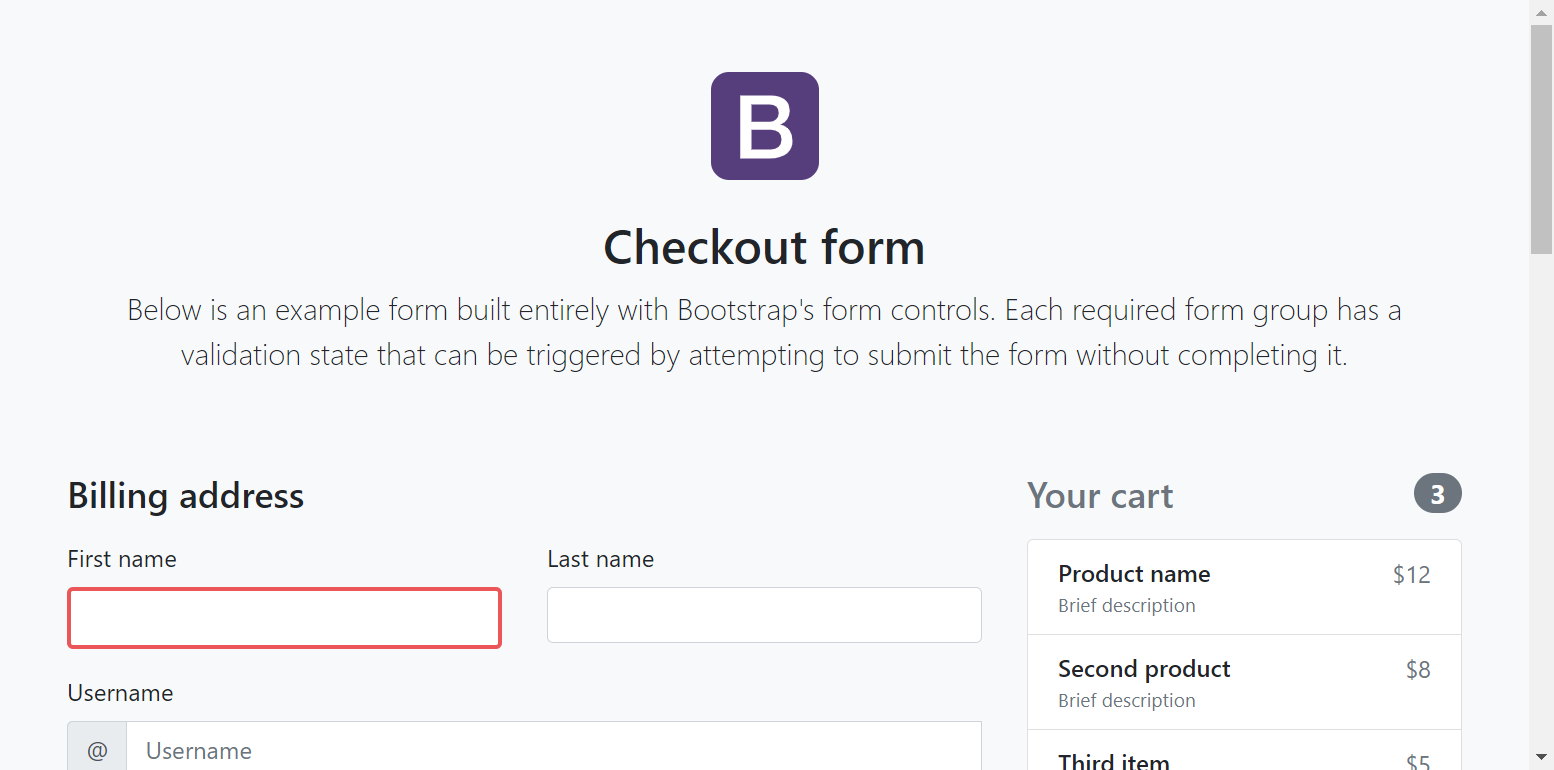 B
Checkout form
Below is an example form built entirely with Bootstrap's form controls. Each required form group has a
validation state that can be triggered by attempting to submit the form without completing it.
Billing address
First name
Last name
Username
@
Username
Your cart
3
Product name
$12
Brief description
Second product
$8
Brief description
Third item
$5